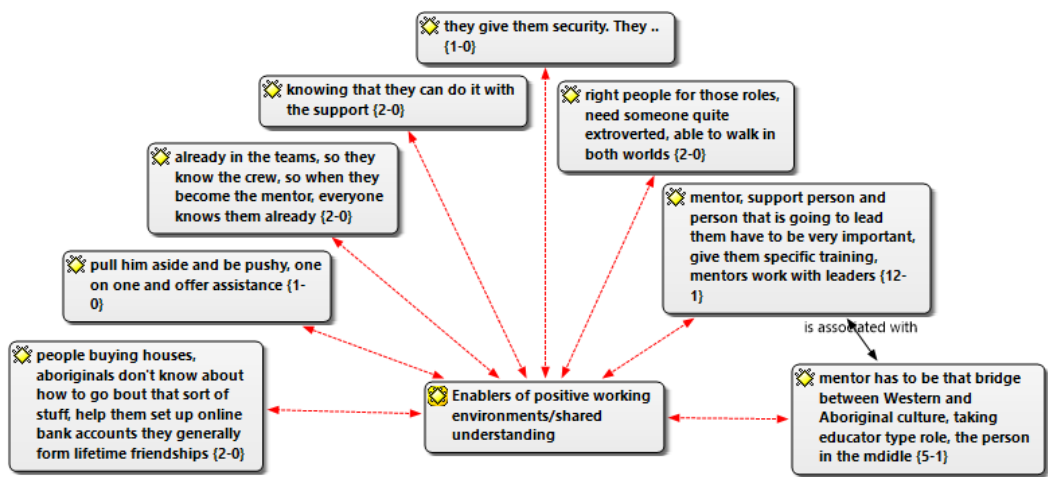 they give them security. They ..
{1-0}
knowing that they can do it with
the support {2-0}
right people for those roles,
need someone quite
extroverted, able to walk in
both worlds {2-0}
already in the teams, so they
know the crew, so when they
become the mentor, everyone
knows them already {2-0}
mentor, support person and
person that is going to lead
them have to be very important,
give them specific training,
mentors work with leaders {12-
1}
pull him aside and be pushy, one
on one and offer assistance {1-
0}
is associated with
people buying houses,
aboriginals don't know about
how to go bout that sort of
stuff, help them set up online
bank accounts they generally
form lifetime friendships {2-0}
Enablers of positive working
environments/shared
understanding
mentor has to be that bridge
between Western and
Aboriginal culture, taking
educator type role, the person
in the mdiddle {5-1}